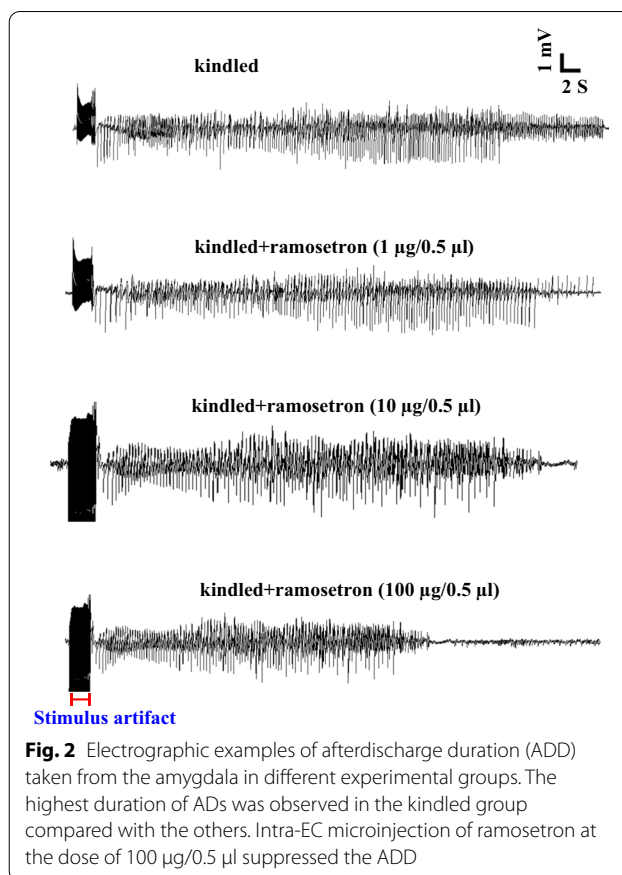 kindled
1 mV
2 S
kindled+ramosetron (1 µg/0.5 µl)
kindled+ramosetron (10 µg/0.5 µl)
kindled+ramosetron (100 µg/0.5 µl)
Stimulus artifact
Fig. 2 Electrographic examples of afterdischarge duration (ADD)
taken from the amygdala in different experimental groups. The
highest duration of ADs was observed in the kindled group
compared with the others. Intra-EC microinjection of ramosetron at
the dose of 100 µg/0.5 µl suppressed the ADD